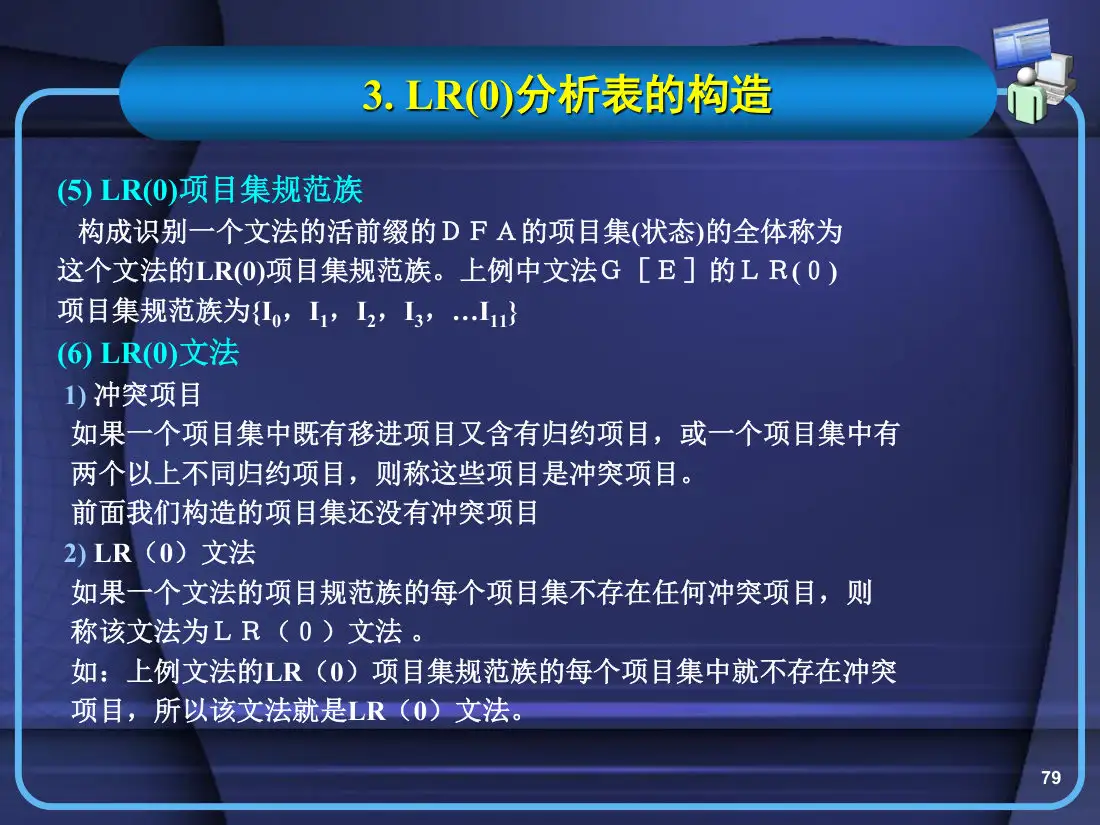 3. LR(0)分析表的构造
(5) LR(0)项目集规范族
构成识别一个文法的活前缀的ＤＦＡ的项目集(状态)的全体称为
这个文法的LR(0)项目集规范族。上例中文法Ｇ［Ｅ］的ＬＲ(０)
项目集规范族为{I0，I1，I2，I3，…I11}
(6) LR(0)文法
1) 冲突项目
如果一个项目集中既有移进项目又含有归约项目，或一个项目集中有
两个以上不同归约项目，则称这些项目是冲突项目。
前面我们构造的项目集还没有冲突项目
2) LR（0）文法
如果一个文法的项目规范族的每个项目集不存在任何冲突项目，则
称该文法为ＬＲ（０）文法 。
如：上例文法的LR（0）项目集规范族的每个项目集中就不存在冲突
项目，所以该文法就是LR（0）文法。
79